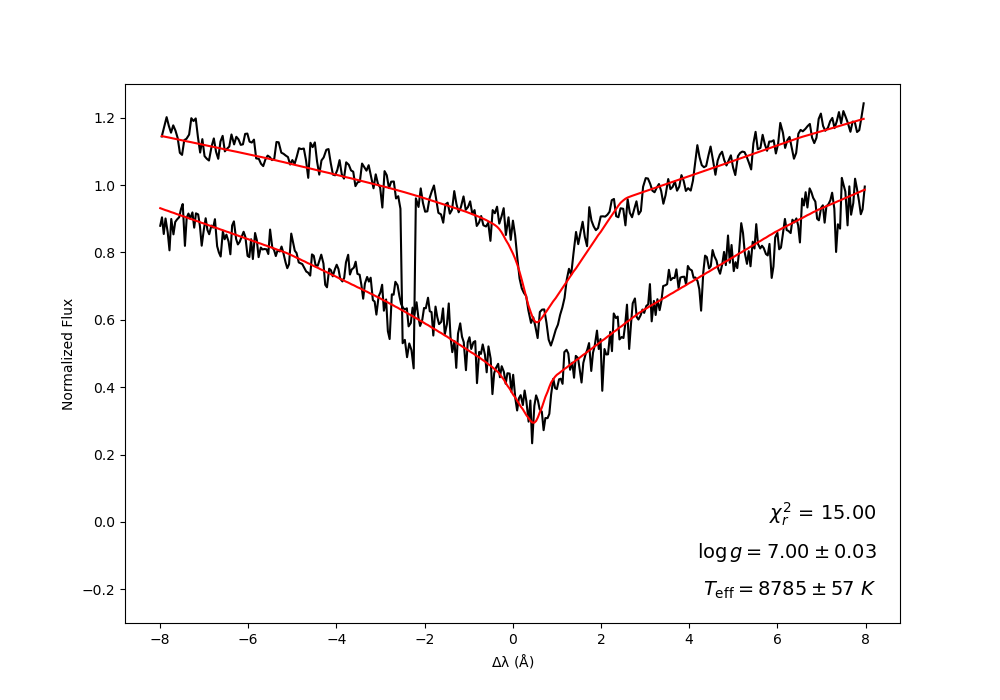 Normalized Flux
1.2
1.0
0.8
0.6
0.4
0.2
0.0
−0.2
χ²ᵣ = 15.00
log g = 7.00 ± 0.03
T_eff = 8785 ± 57 K
−8 −6 −4 −2 0 2 4 6 8
Δλ (Å)